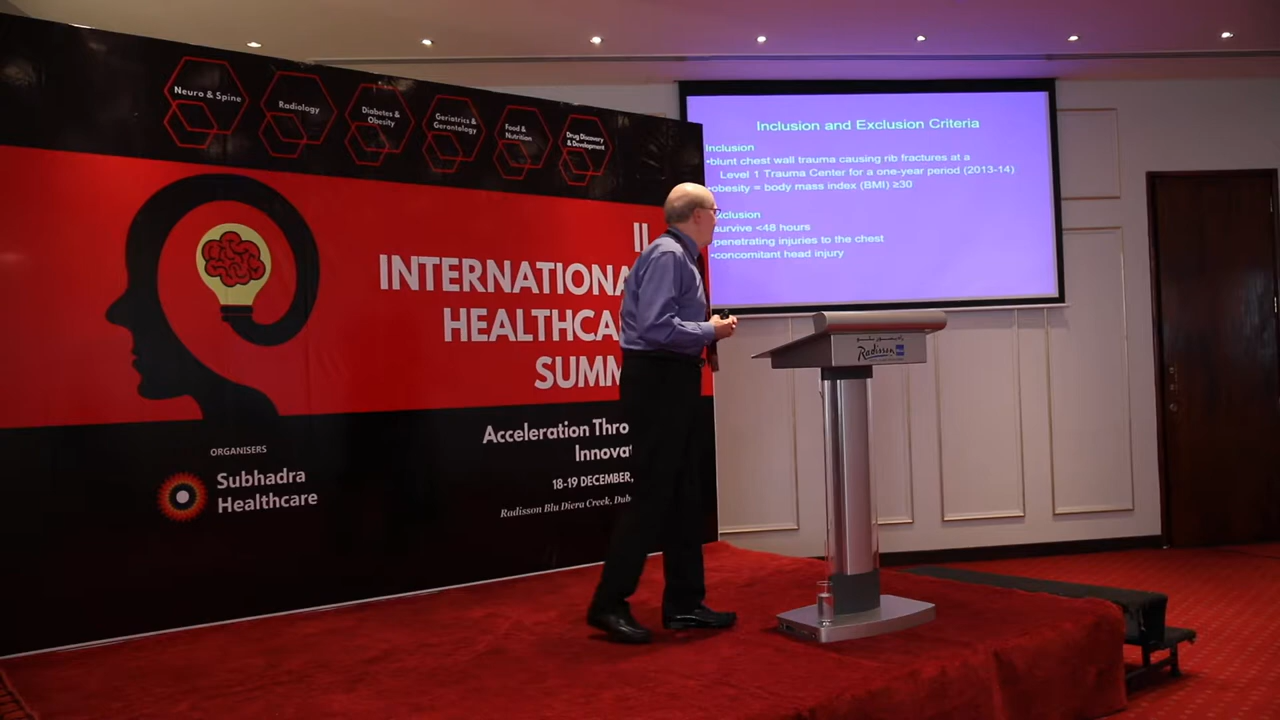 Neuro & Spine
Radiology
Diabetes &
Obesity
Geriatrics &
Gerontology
Food &
Nutrition
Drug Discovery
& Development
II
INTERNATIONA
HEALTHCA
SUMM
Acceleration Thro
Innovat
18-19 DECEMBER,
Radisson Blu Diera Creek, Dub
ORGANISERS
Subhadra
Healthcare
Inclusion and Exclusion Criteria
Inclusion
•blunt chest wall trauma causing rib fractures at a
Level 1 Trauma Center for a one-year period (2013-14)
•obesity = body mass index (BMI) ≥30
xclusion
survive <48 hours
penetrating injuries to the chest
•concomitant head injury
Radisson